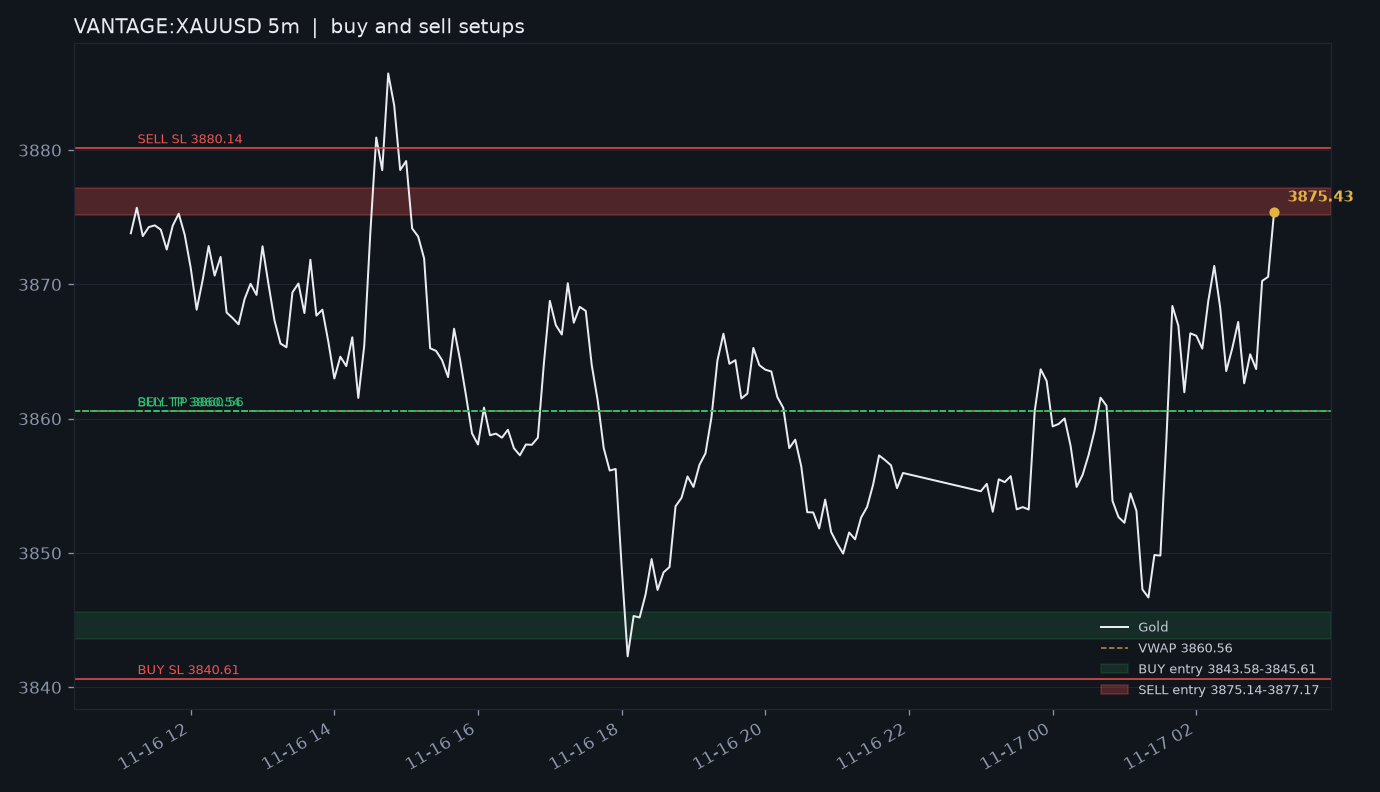 VANTAGE:XAUUSD 5m | buy and sell setups
3880
3870
3860
3850
3840
SELL SL 3880.14
3875.43
BUY SL 3840.61
Gold
VWAP 3860.56
BUY entry 3843.58-3845.61
SELL entry 3875.14-3877.17
11-16 12
11-16 14
11-16 16
11-16 18
11-16 20
11-16 22
11-17 00
11-17 02